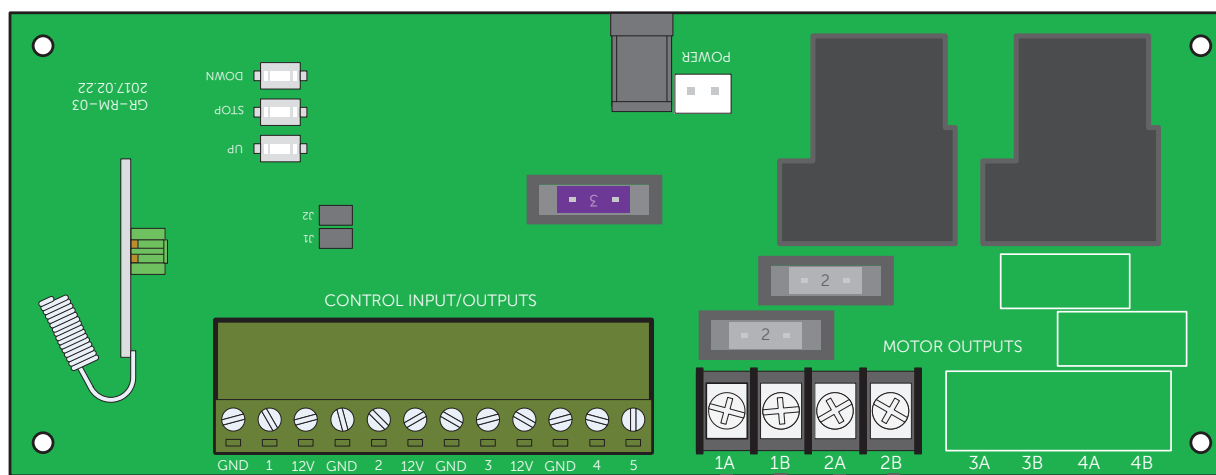 POWER
DOWN
STOP
UP
GR-RM-03
2017.02.22
3
J2
J1
2
2
CONTROL INPUT/OUTPUTS
MOTOR OUTPUTS
GND 1 12V GND 2 12V GND 3 12V GND 4 5
1A 1B 2A 2B 3A 3B 4A 4B